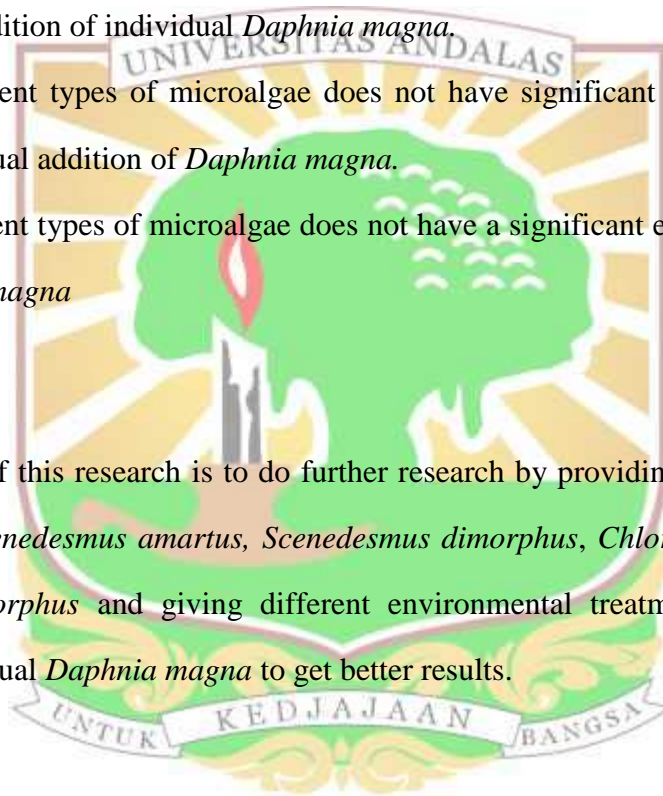 dition of individual Daphnia magna.
UNIVERSITAS ANDALAS
ent types of microalgae does not have significant
ual addition of Daphnia magna.
ent types of microalgae does not have a significant e
magna
f this research is to do further research by providin
enedesmus amartus, Scenedesmus dimorphus, Chlor
orphus and giving different environmental treatm
ual Daphnia magna to get better results.
UNTUK KEDJAJAAN BANGSA